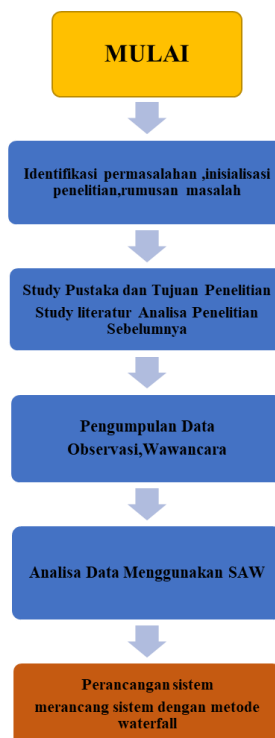 MULAI
Identifikasi permasalahan ,inisialisasi
penelitian,rumusan masalah
Study Pustaka dan Tujuan Penelitian
Study literatur Analisa Penelitian
Sebelumnya
Pengumpulan Data
Observasi,Wawancara
Analisa Data Menggunakan SAW
Perancangan sistem
merancang sistem dengan metode
waterfall